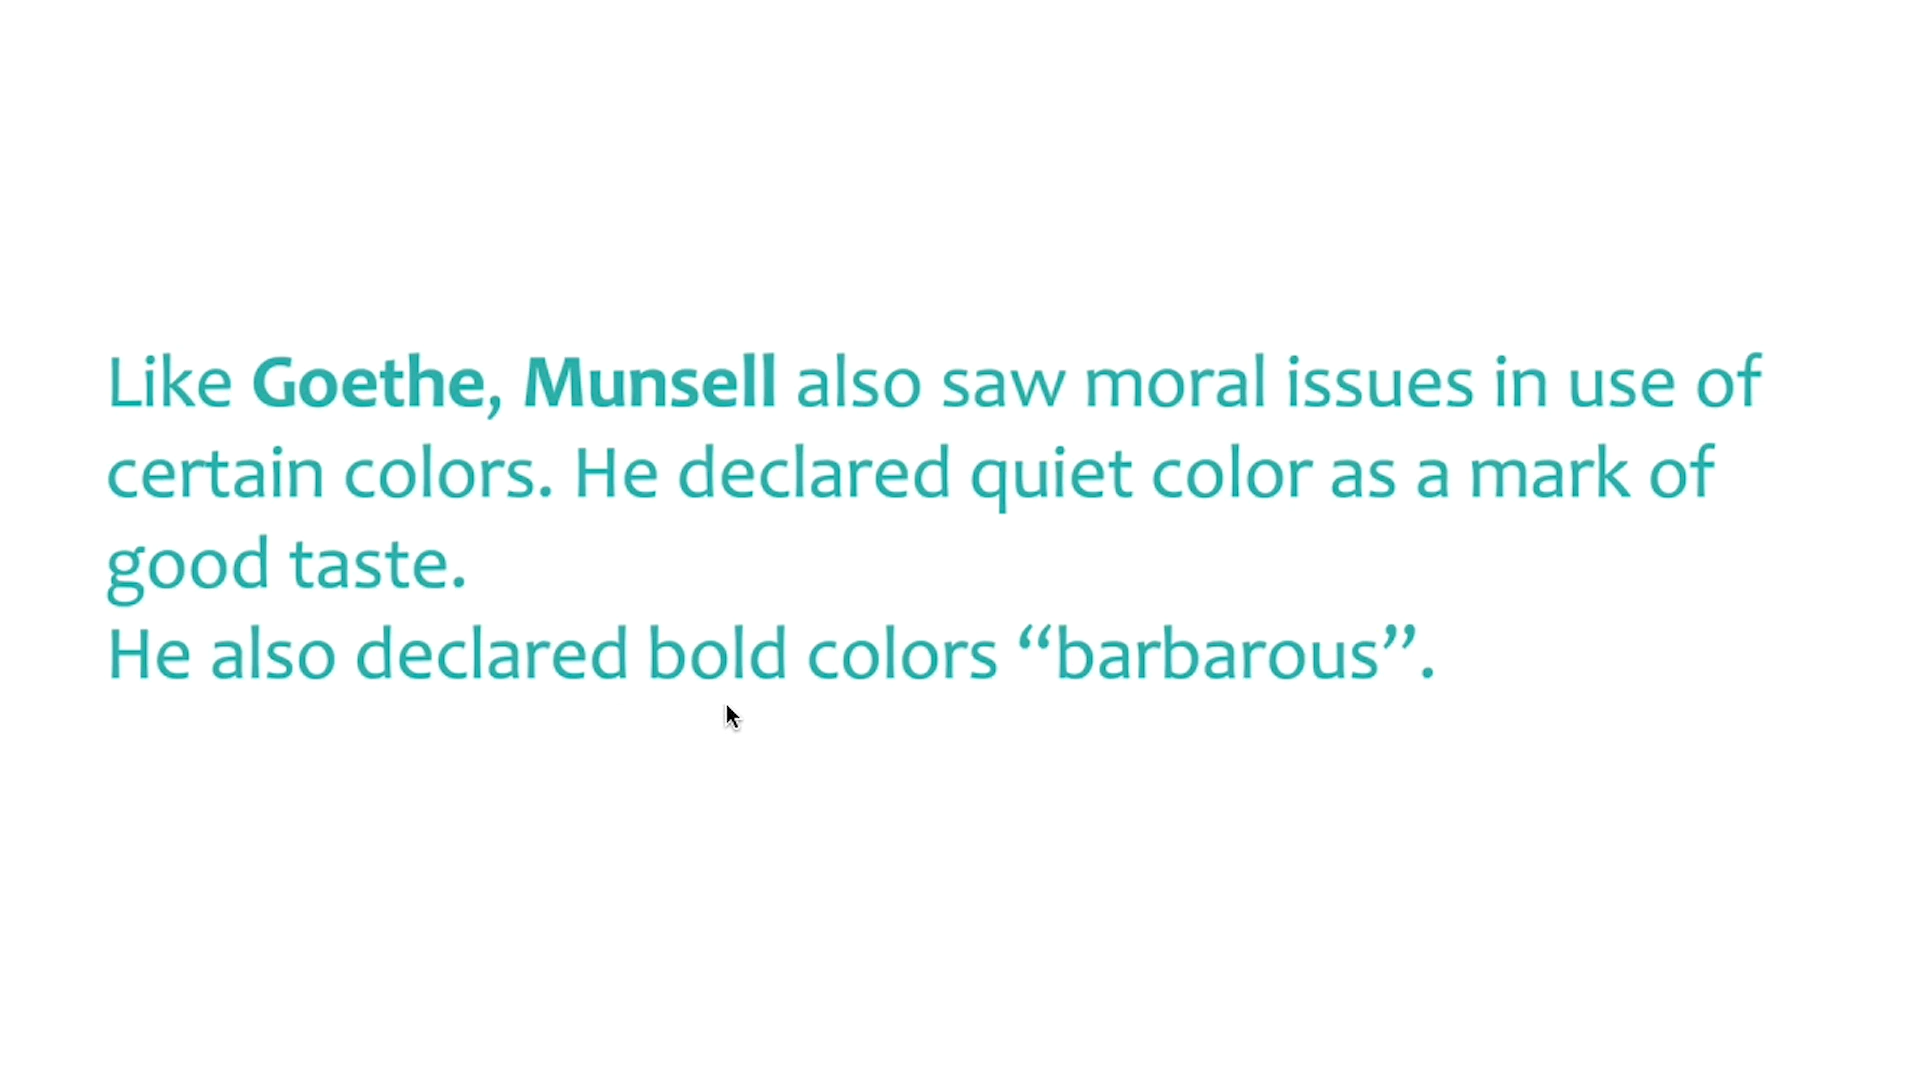 Like Goethe, Munsell also saw moral issues in use of
certain colors. He declared quiet color as a mark of
good taste.
He also declared bold colors “barbarous”.